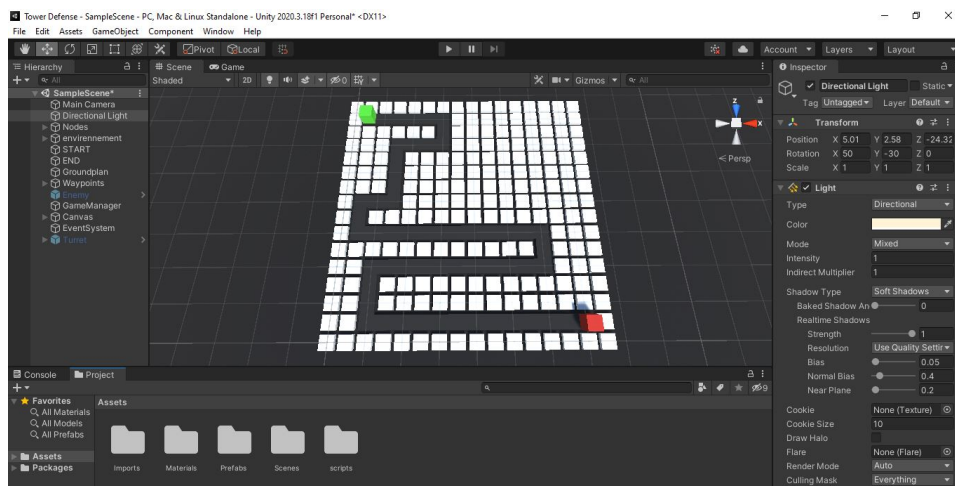 Tower Defense - SampleScene - PC, Mac & Linux Standalone - Unity 2020.3.18f1 Personal* <DX11>
File Edit Assets GameObject Component Window Help
Pivot Local Account Layers Layout
Hierarchy
All
SampleScene*
Main Camera
Directional Light
Nodes
envirennement
START
END
Groundplan
Waypoints
Enemy
GameManager
Canvas
EventSystem
Turret
Scene Game
Shaded 2D 0 Gizmos All
z
x
Persp
Inspector
Directional Light Static
Tag Untagged Layer Default
Transform
Position X 5.01 Y 2.58 Z -24.32
Rotation X 50 Y -30 Z 0
Scale X 1 Y 1 Z 1
Light
Type Directional
Color
Mode Mixed
Intensity 1
Indirect Multiplier 1
Shadow Type Soft Shadows
Baked Shadow An 0
Realtime Shadows
Strength 1
Resolution Use Quality Settir
Bias 0.05
Normal Bias 0.4
Near Plane 0.2
Cookie None (Texture)
Cookie Size 10
Draw Halo
Flare None (Flare)
Render Mode Auto
Culling Mask Everything
Console Project
9
Favorites
All Materials
All Models
All Prefabs
Assets
Packages
Assets
Imports Materials Prefabs Scenes scripts